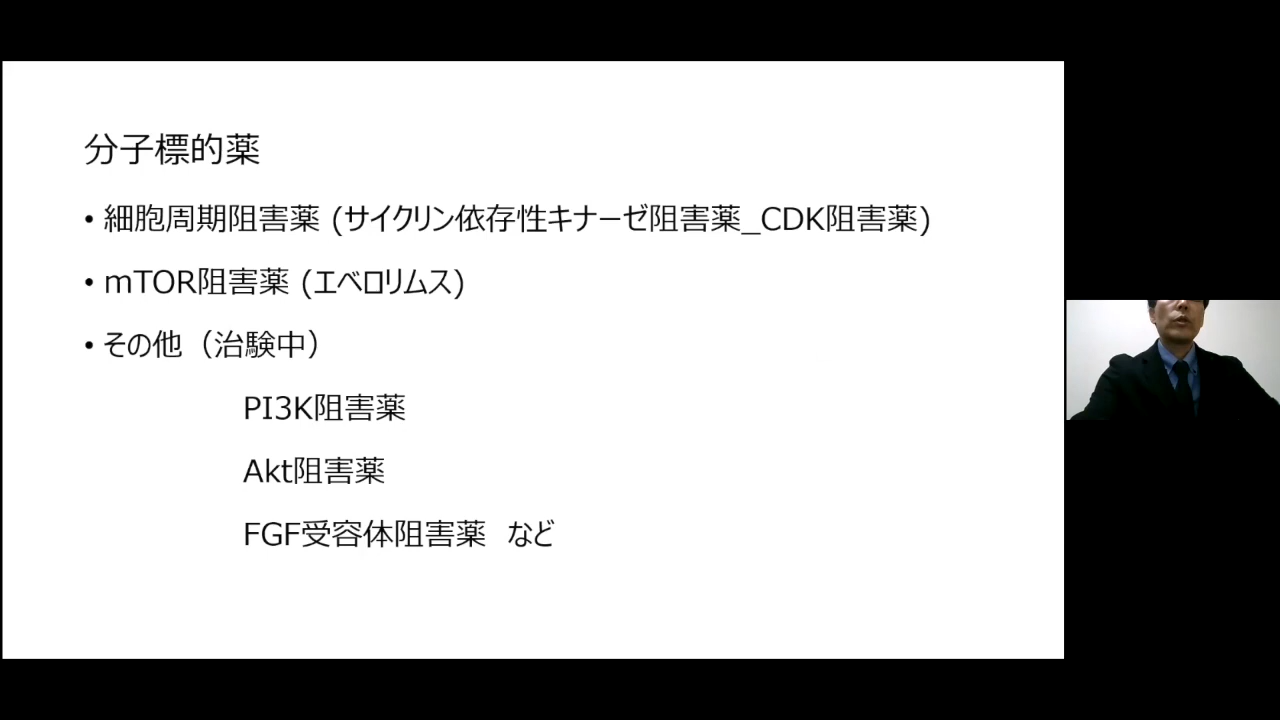 分子標的薬
• 細胞周期阻害薬 (サイクリン依存性キナーゼ阻害薬_CDK阻害薬)
• mTOR阻害薬 (エベロリムス)
• その他（治験中）
PI3K阻害薬
Akt阻害薬
FGF受容体阻害薬　など